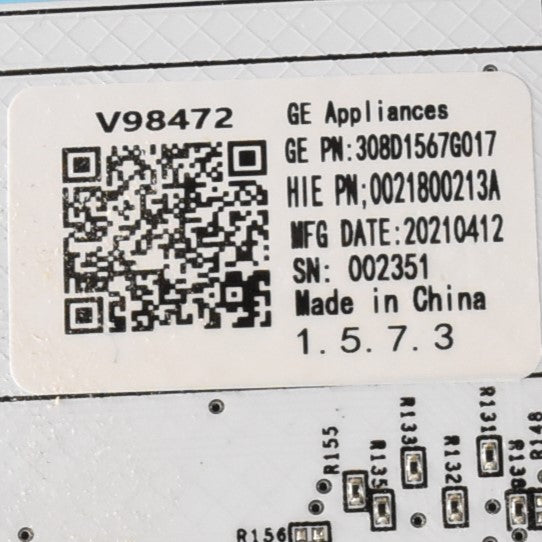 V98472
GE Appliances
GE PN:308D1567G017
HIE PN;0021800213A
MFG DATE:20210412
SN: 002351
Made in China
1.5.7.3
R155
R135
R133
R132
R131
R138
R148
R156